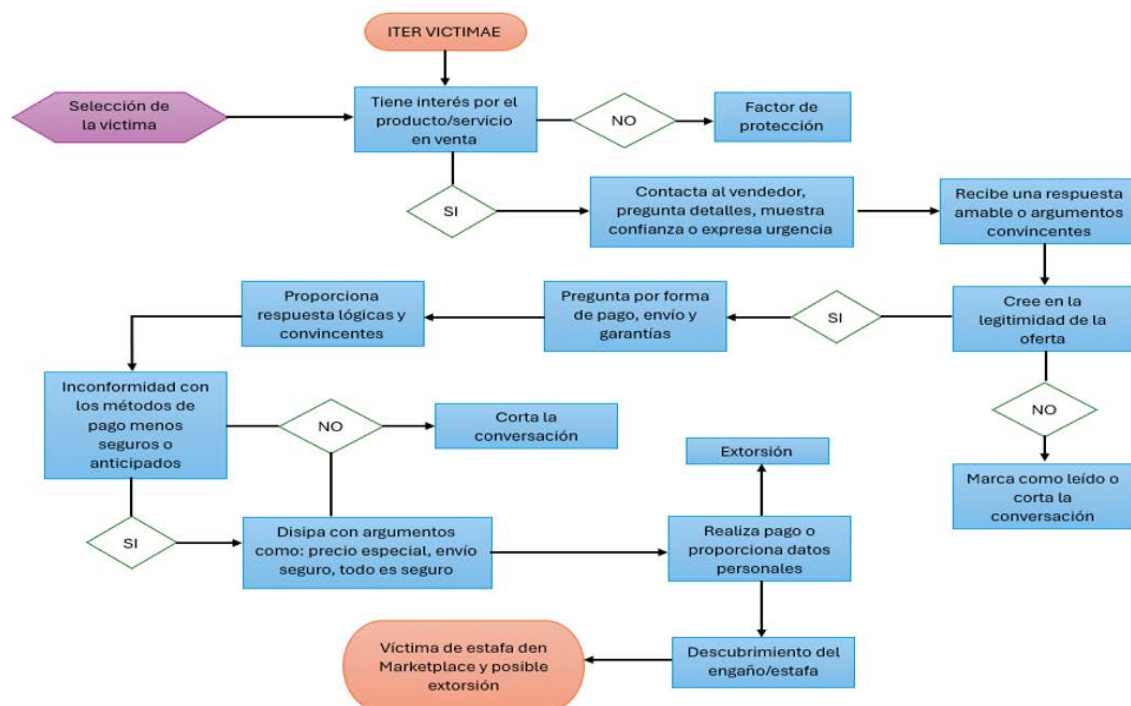 ITER VICTIMAE
Selección de
la victima
Tiene interés por el
producto/servicio
en venta
NO
Factor de
protección
SI
Contacta al vendedor,
pregunta detalles, muestra
confianza o expresa urgencia
Recibe una respuesta
amable o argumentos
convincentes
Proporciona
respuesta lógicas y
convincentes
Pregunta por forma
de pago, envío y
garantías
SI
Cree en la
legitimidad de la
oferta
NO
Marca como leído o
corta la
conversación
Inconformidad con
los métodos de
pago menos
seguros o
anticipados
NO
Corta la
conversación
SI
Disipa con argumentos
como: precio especial, envío
seguro, todo es seguro
Extorsión
Realiza pago o
proporciona datos
personales
Descubrimiento del
engaño/estafa
Víctima de estafa den
Marketplace y posible
extorsión